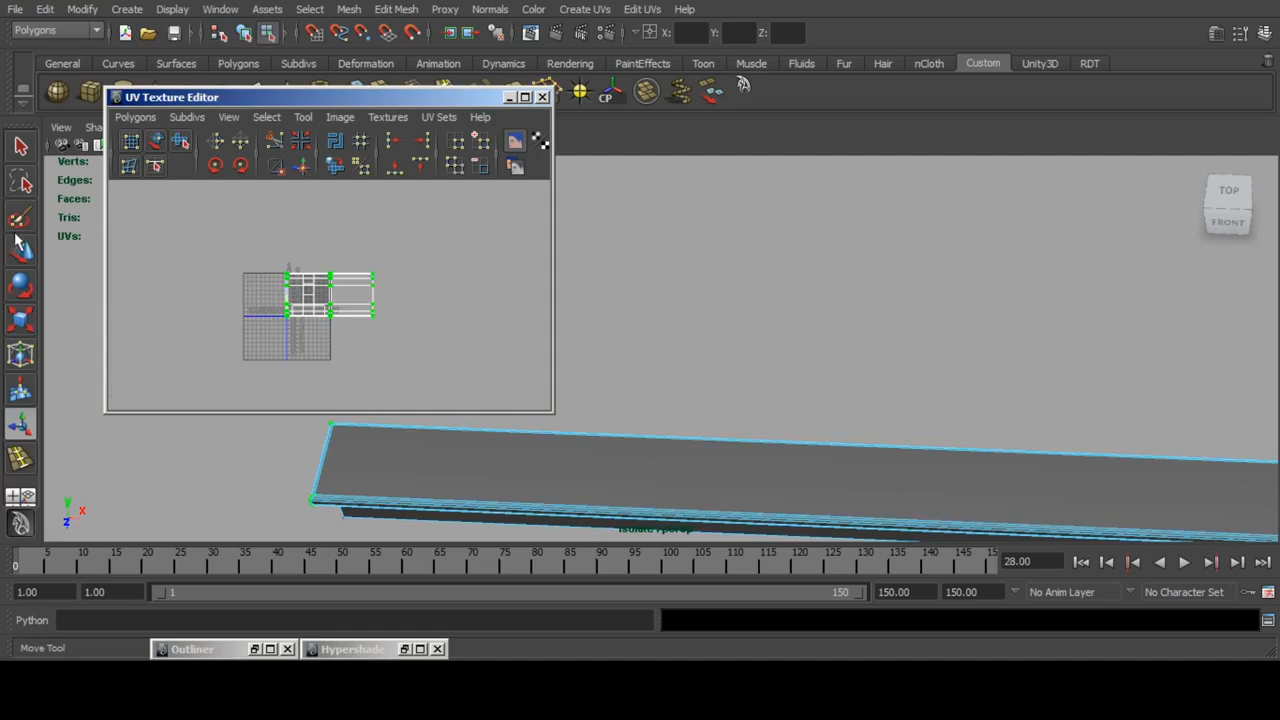 File Edit Modify Create Display Window Assets Select Mesh Edit Mesh Proxy Normals Color Create UVs Edit UVs Help
Polygons X: Y: Z:
General Curves Surfaces Polygons Subdivs Deformation Animation Dynamics Rendering PaintEffects Toon Muscle Fluids Fur Hair nCloth Custom Unity3D RDT
CP
UV Texture Editor
Polygons Subdivs View Select Tool Image Textures UV Sets Help
View Sha
Verts:
Edges:
Faces:
Tris:
UVs:
TOP
FRONT
y
x
z
0 5 10 15 20 25 30 35 40 45 50 55 60 65 70 75 80 85 90 95 100 105 110 115 120 125 130 135 140 145 15
28.00
1.00 1.00 1 150 150.00 150.00 No Anim Layer No Character Set
Python
Move Tool
Outliner Hypershade